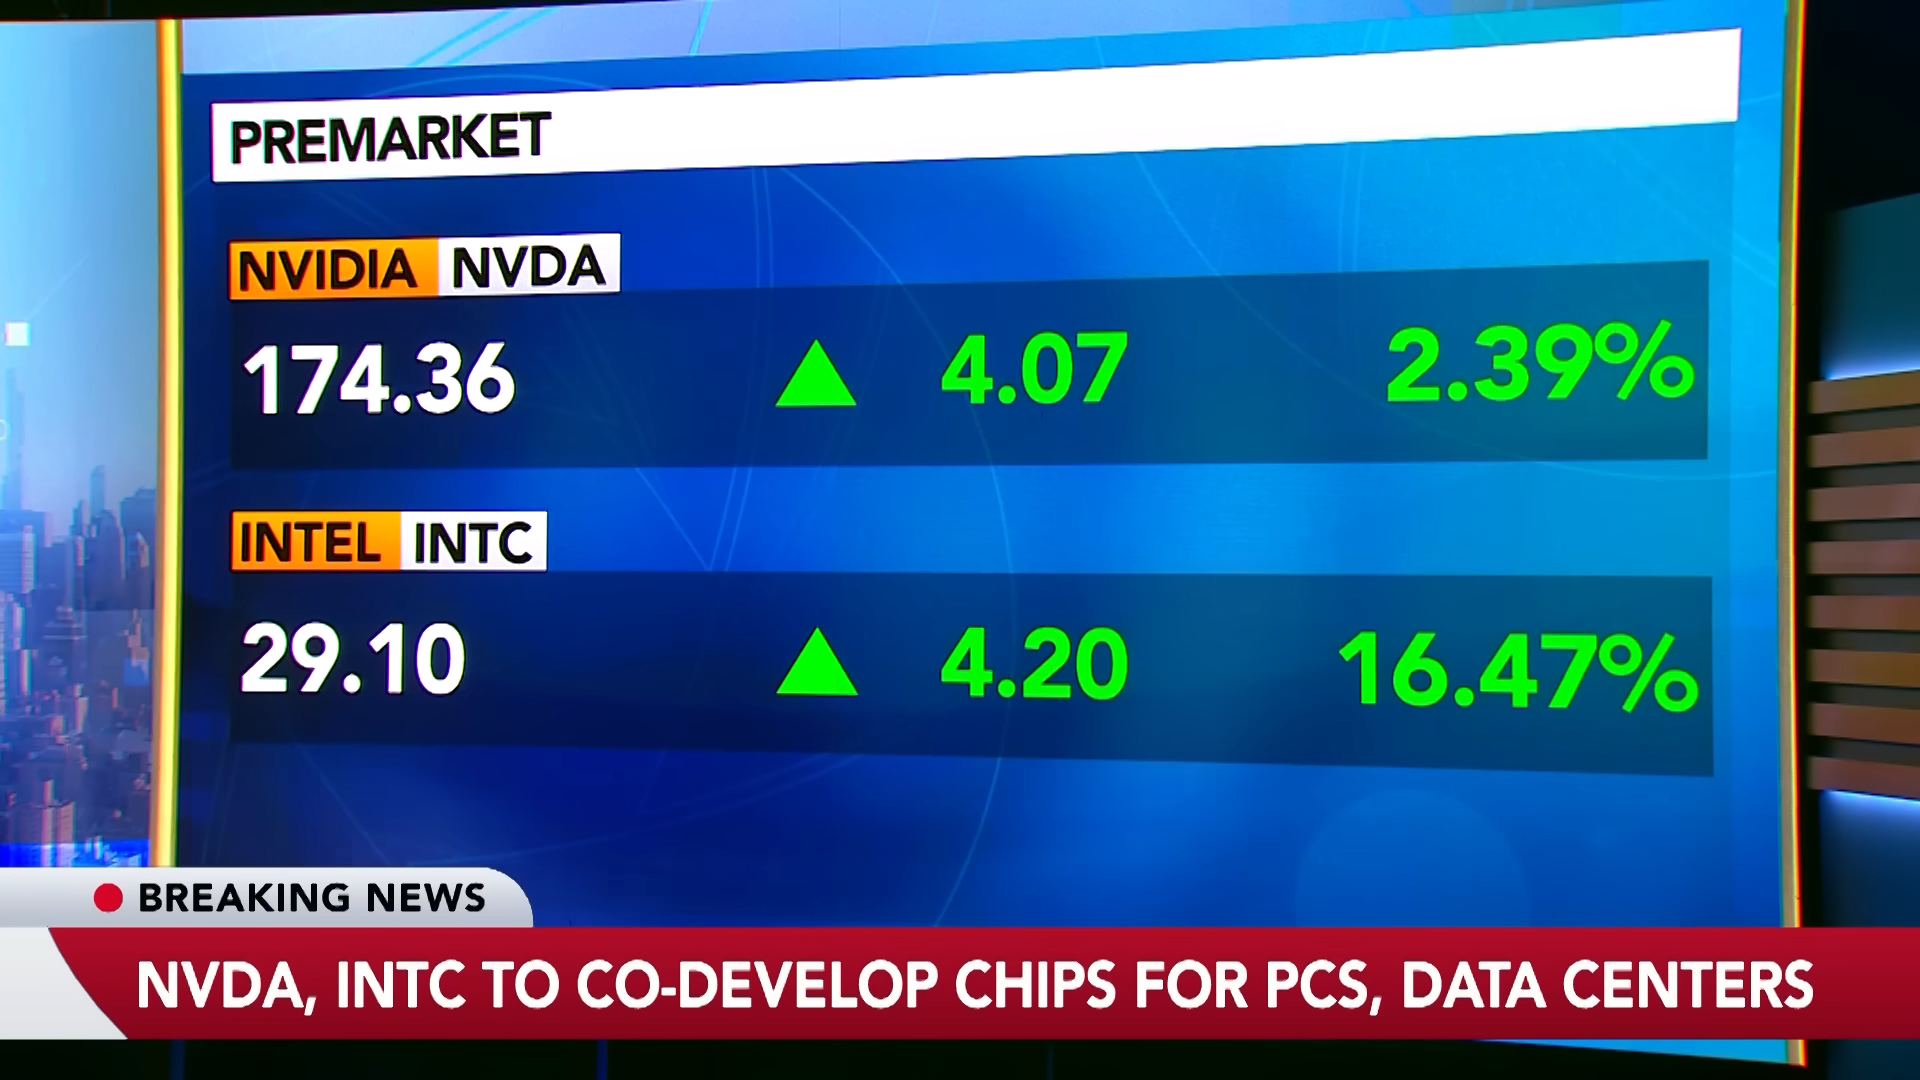 PREMARKET
NVIDIA NVDA
174.36 ▲ 4.07 2.39%
INTEL INTC
29.10 ▲ 4.20 16.47%
BREAKING NEWS
NVDA, INTC TO CO-DEVELOP CHIPS FOR PCS, DATA CENTERS